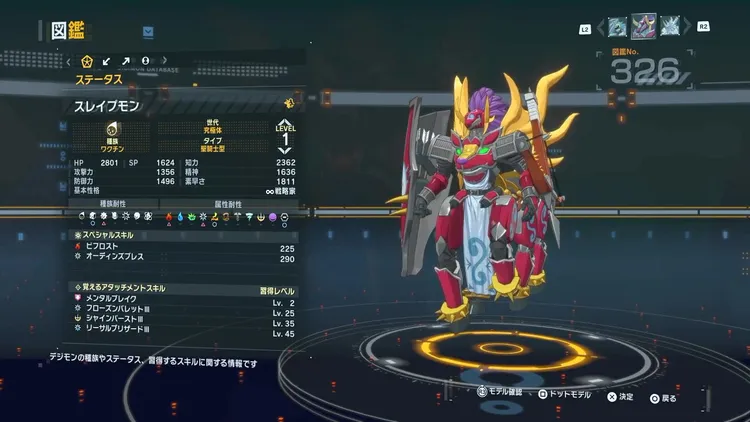 図鑑
L2
R2
図鑑No.
326
ステータス
スレイプモン
種族
ワクチン
世代
究極体
タイプ
聖騎士型
LEVEL
1
HP 2801 SP 1624 知力 2362
攻撃力 1356 精神 1636
防御力 1496 素早さ 1811
基本性格 戦略家
種族耐性 属性耐性
スペシャルスキル
ビフロスト 225
オーディンズブレス 290
覚えるアタッチメントスキル 習得レベル
メンタルブレイク Lv. 2
フローズンバレットⅢ Lv. 25
シャインバーストⅢ Lv. 35
リーサルブリザードⅢ Lv. 45
デジモンの種族やステータス、習得するスキルに関する情報です
R3 モデル確認 ドットモデル 決定 戻る